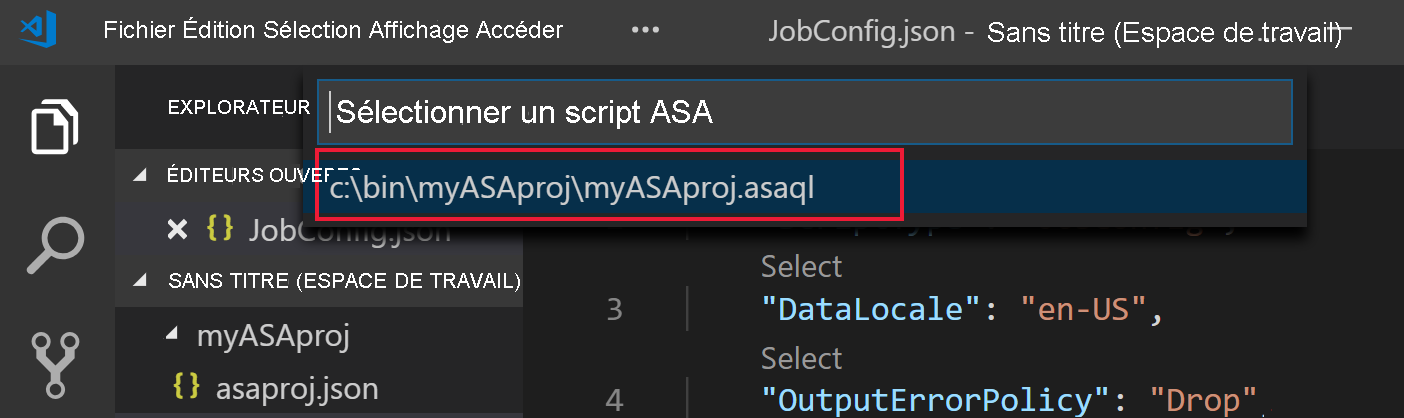 Fichier Édition Sélection Affichage Accéder ··· JobConfig.json - Sans titre (Espace de travail)
EXPLORATEUR
Sélectionner un script ASA
ÉDITEURS OUVERTS
c:\bin\myASAproj\myASAproj.asaql
{} JobConfig.json
SANS TITRE (ESPACE DE TRAVAIL)
myASAproj
{} asaproj.json
Select
3 "DataLocale": "en-US",
Select
4 "OutputErrorPolicy": "Drop",